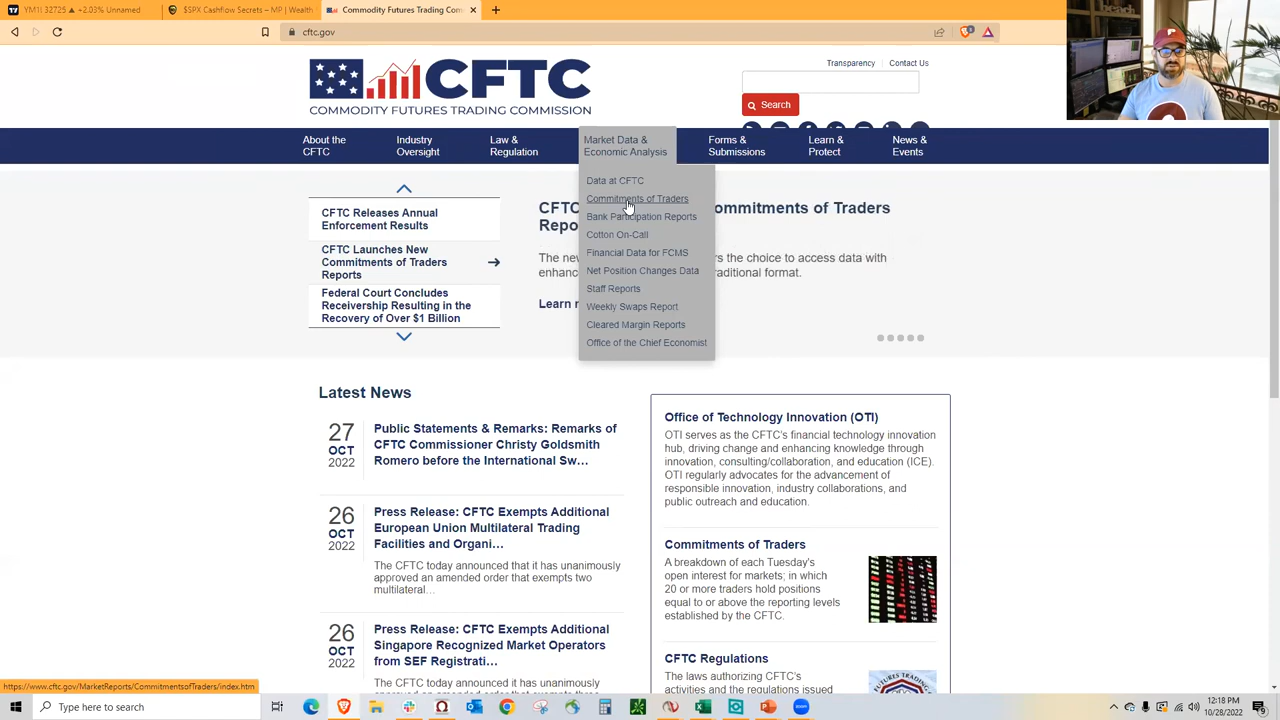 YM1! 32725 ▲ +2.03% Unnamed
$SPX Cashflow Secrets – MP | Wealth
Commodity Futures Trading Com
cftc.gov
CFTC
COMMODITY FUTURES TRADING COMMISSION
Transparency
Contact Us
Search
About the
CFTC
Industry
Oversight
Law &
Regulation
Market Data &
Economic Analysis
Forms &
Submissions
Learn &
Protect
News &
Events
Data at CFTC
Commitments of Traders
Bank Participation Reports
Cotton On-Call
Financial Data for FCMS
Net Position Changes Data
Staff Reports
Weekly Swaps Report
Cleared Margin Reports
Office of the Chief Economist
CFTC Releases Annual
Enforcement Results
CFTC Launches New
Commitments of Traders
Reports
Federal Court Concludes
Receivership Resulting in the
Recovery of Over $1 Billion
CFTC ommitments of Traders
Repo
The new rs the choice to access data with
enhanc raditional format.
Learn
Latest News
27
OCT
2022
Public Statements & Remarks: Remarks of
CFTC Commissioner Christy Goldsmith
Romero before the International Sw…
26
OCT
2022
Press Release: CFTC Exempts Additional
European Union Multilateral Trading
Facilities and Organi…
The CFTC today announced that it has unanimously
approved an amended order that exempts two
multilateral…
26
OCT
2022
Press Release: CFTC Exempts Additional
Singapore Recognized Market Operators
from SEF Registrati…
The CFTC today announced it has unanimously
Office of Technology Innovation (OTI)
OTI serves as the CFTC's financial technology innovation
hub, driving change and enhancing knowledge through
innovation, consulting/collaboration, and education (ICE).
OTI regularly advocates for the advancement of
responsible innovation, industry collaborations, and
public outreach and education.
Commitments of Traders
A breakdown of each Tuesday's
open interest for markets; in which
20 or more traders hold positions
equal to or above the reporting levels
established by the CFTC.
CFTC Regulations
The laws authorizing CFTC's
activities and the regulations issued
FUTURES TRADING
https://www.cftc.gov/MarketReports/CommitmentsofTraders/index.htm
Type here to search
12:18 PM
10/28/2022